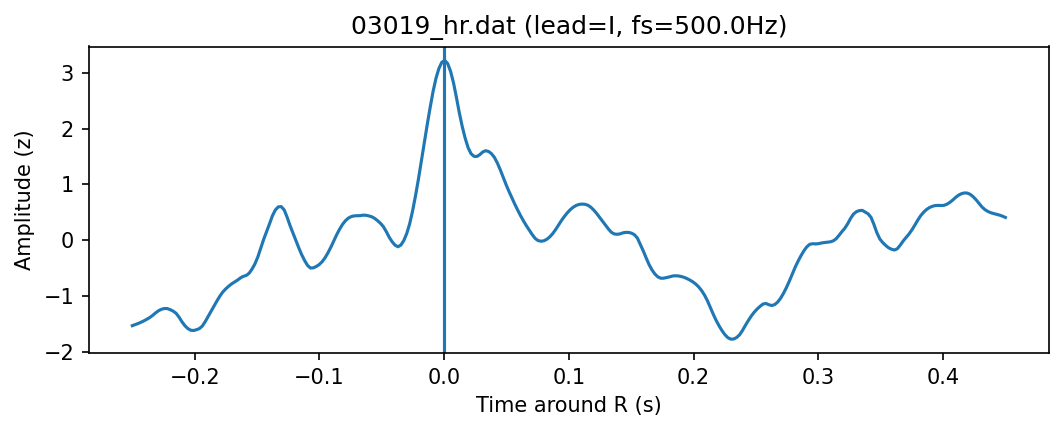 03019_hr.dat (lead=I, fs=500.0Hz)
Amplitude (z)
3
2
1
0
−1
−2
−0.2 −0.1 0.0 0.1 0.2 0.3 0.4
Time around R (s)